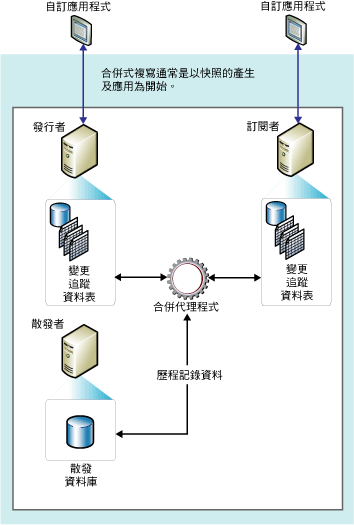 自訂應用程式
自訂應用程式
合併式複寫通常是以快照的產生
及應用為開始。
發行者
訂閱者
變更
追蹤
資料表
變更
追蹤
資料表
合併代理程式
散發者
歷程記錄資料
散發
資料庫